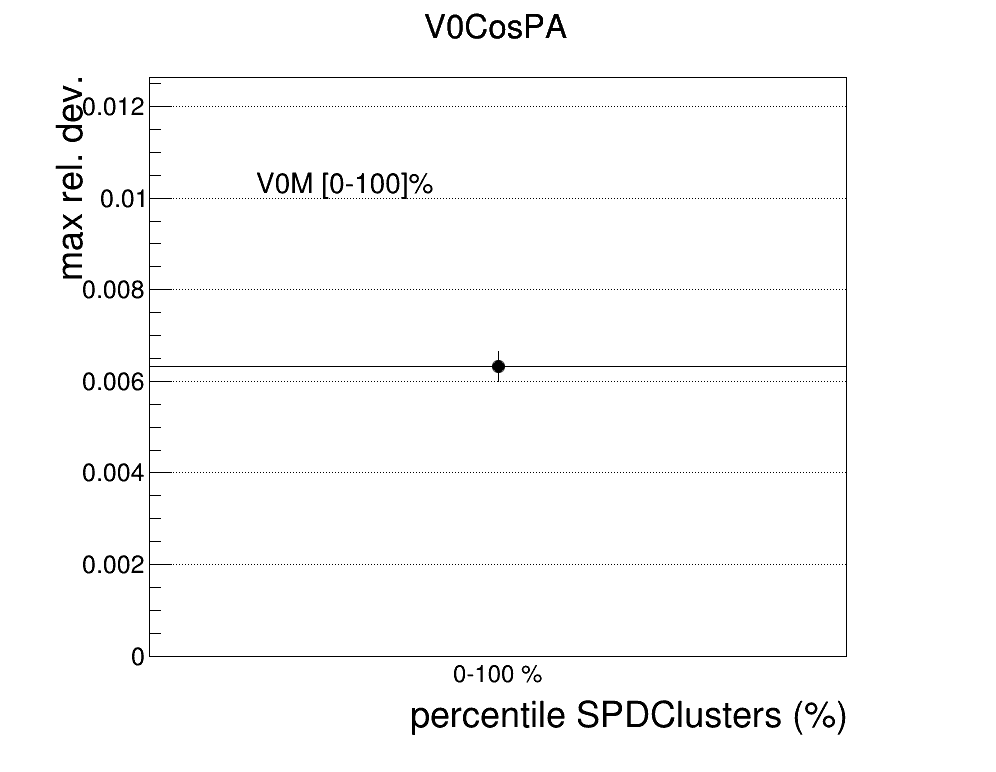 V0CosPA
max rel. dev.
0.012
V0M [0-100]%
0.01
0.008
0.006
0.004
0.002
0
0-100 %
percentile SPDClusters (%)